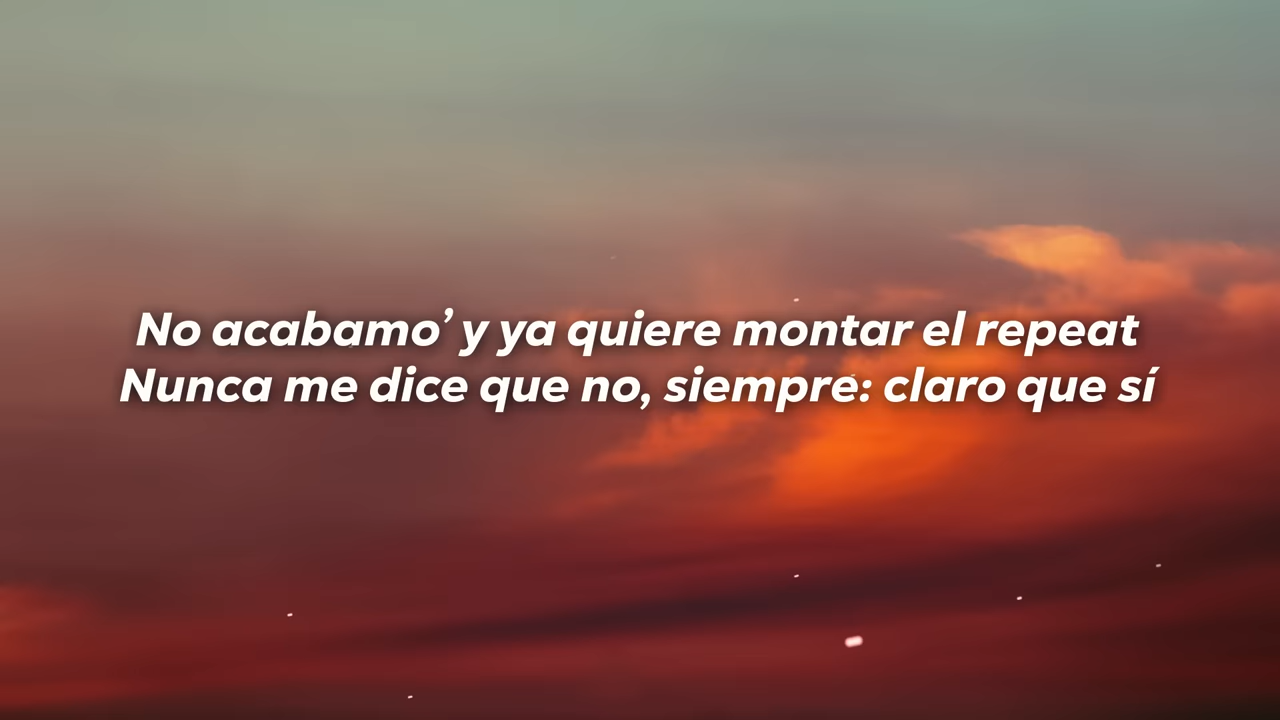 No acabamo’ y ya quiere montar el repeat
Nunca me dice que no, siempre: claro que sí